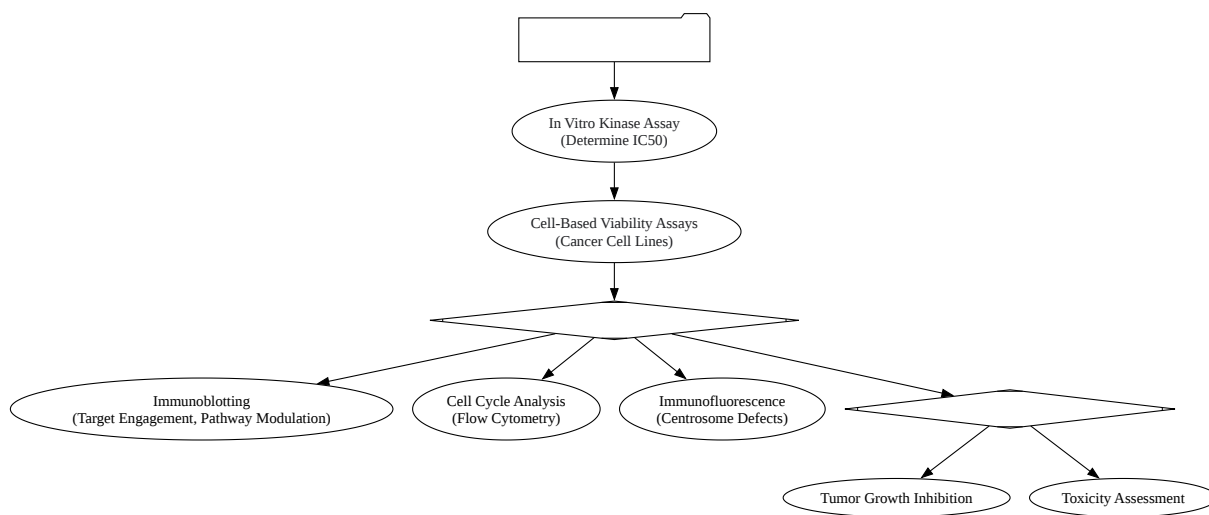 In Vitro Kinase Assay
(Determine IC50)
Cell-Based Viability Assays
(Cancer Cell Lines)
Immunoblotting
(Target Engagement, Pathway Modulation)
Cell Cycle Analysis
(Flow Cytometry)
Immunofluorescence
(Centrosome Defects)
Tumor Growth Inhibition
Toxicity Assessment